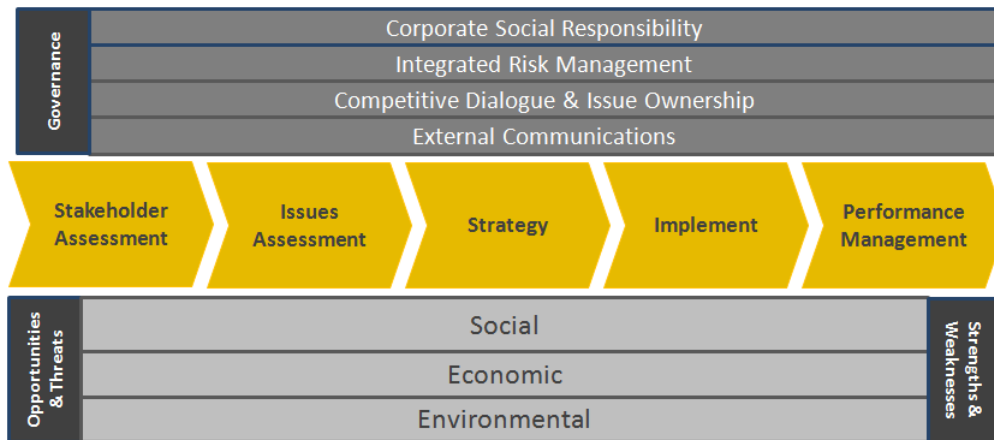 Governance
Corporate Social Responsibility
Integrated Risk Management
Competitive Dialogue & Issue Ownership
External Communications
Stakeholder
Assessment
Issues
Assessment
Strategy
Implement
Performance
Management
Opportunities
& Threats
Social
Economic
Environmental
Strengths &
Weaknesses